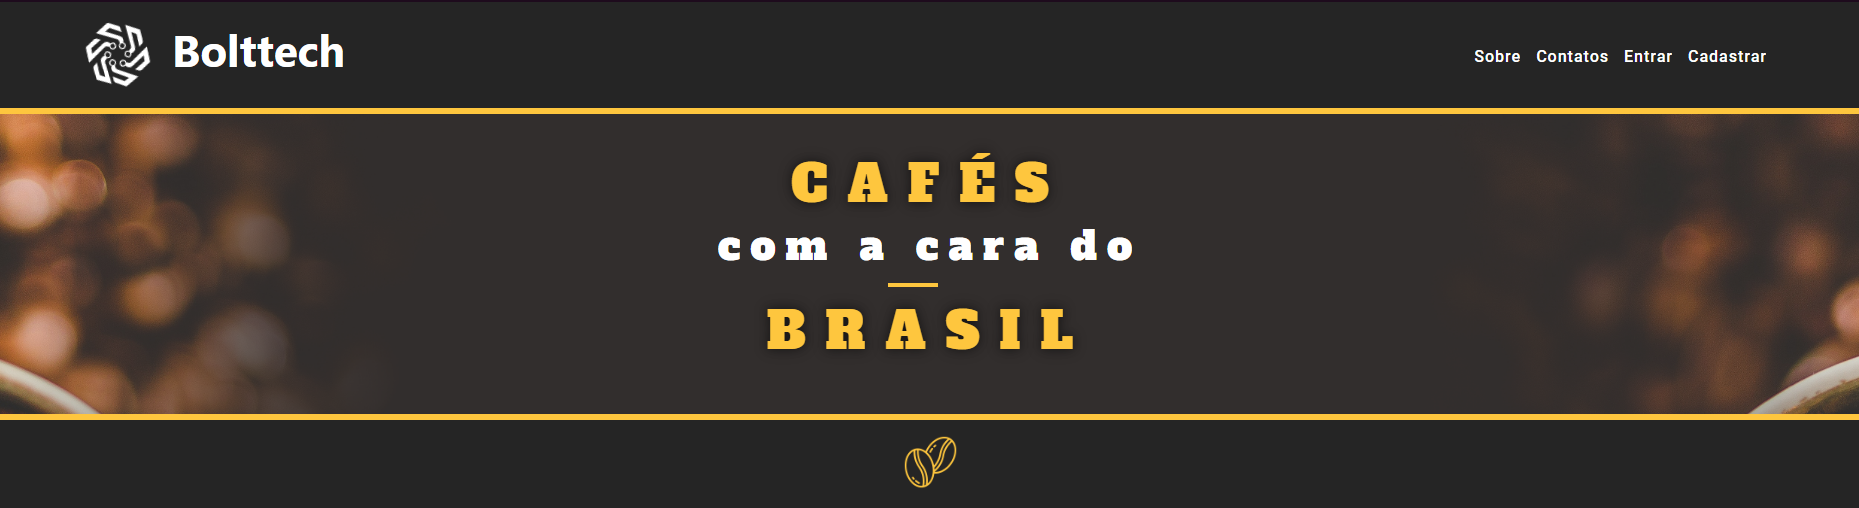 Bolttech
Sobre Contatos Entrar Cadastrar
CAFÉS
com a cara do
BRASIL